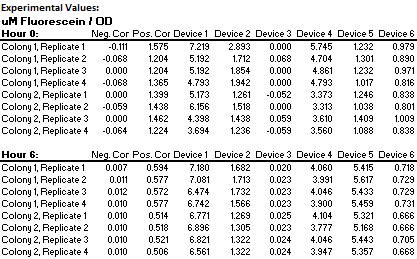 Experimental Values:
uM Fluorescein / OD
Hour 0: Neg. Cor Pos. Cor Device 1 Device 2 Device 3 Device 4 Device 5 Device 6
Colony 1, Replicate 1 -0.111 1.575 7.219 2.893 0.000 5.745 1.232 0.979
Colony 1, Replicate 2 -0.068 1.204 5.192 1.712 0.068 4.704 1.301 0.890
Colony 1, Replicate 3 0.000 1.204 5.192 1.854 0.000 4.861 1.232 0.971
Colony 1, Replicate 4 -0.068 1.365 4.793 1.942 0.000 4.793 1.017 0.816
Colony 2, Replicate 1 0.000 1.399 5.173 1.261 -0.052 3.373 1.246 0.838
Colony 2, Replicate 2 -0.059 1.438 6.156 1.518 0.000 3.313 1.038 0.801
Colony 2, Replicate 3 0.000 1.462 4.398 1.438 0.059 3.610 1.409 1.009
Colony 2, Replicate 4 -0.064 1.224 3.694 1.236 -0.059 3.560 1.088 0.838
Hour 6: Neg. Cor Pos. Cor Device 1 Device 2 Device 3 Device 4 Device 5 Device 6
Colony 1, Replicate 1 0.007 0.594 7.180 1.682 0.020 4.060 5.415 0.718
Colony 1, Replicate 2 0.011 0.577 7.081 1.713 0.023 3.991 5.617 0.729
Colony 1, Replicate 3 0.012 0.572 6.474 1.732 0.023 4.046 5.433 0.729
Colony 1, Replicate 4 0.010 0.577 6.742 1.566 0.023 3.900 5.459 0.731
Colony 2, Replicate 1 0.010 0.514 6.771 1.269 0.025 4.104 5.321 0.666
Colony 2, Replicate 2 0.010 0.518 6.896 1.305 0.023 3.777 5.168 0.666
Colony 2, Replicate 3 0.010 0.521 6.821 1.322 0.024 4.046 5.443 0.705
Colony 2, Replicate 4 0.010 0.506 6.561 1.322 0.024 3.947 5.357 0.668